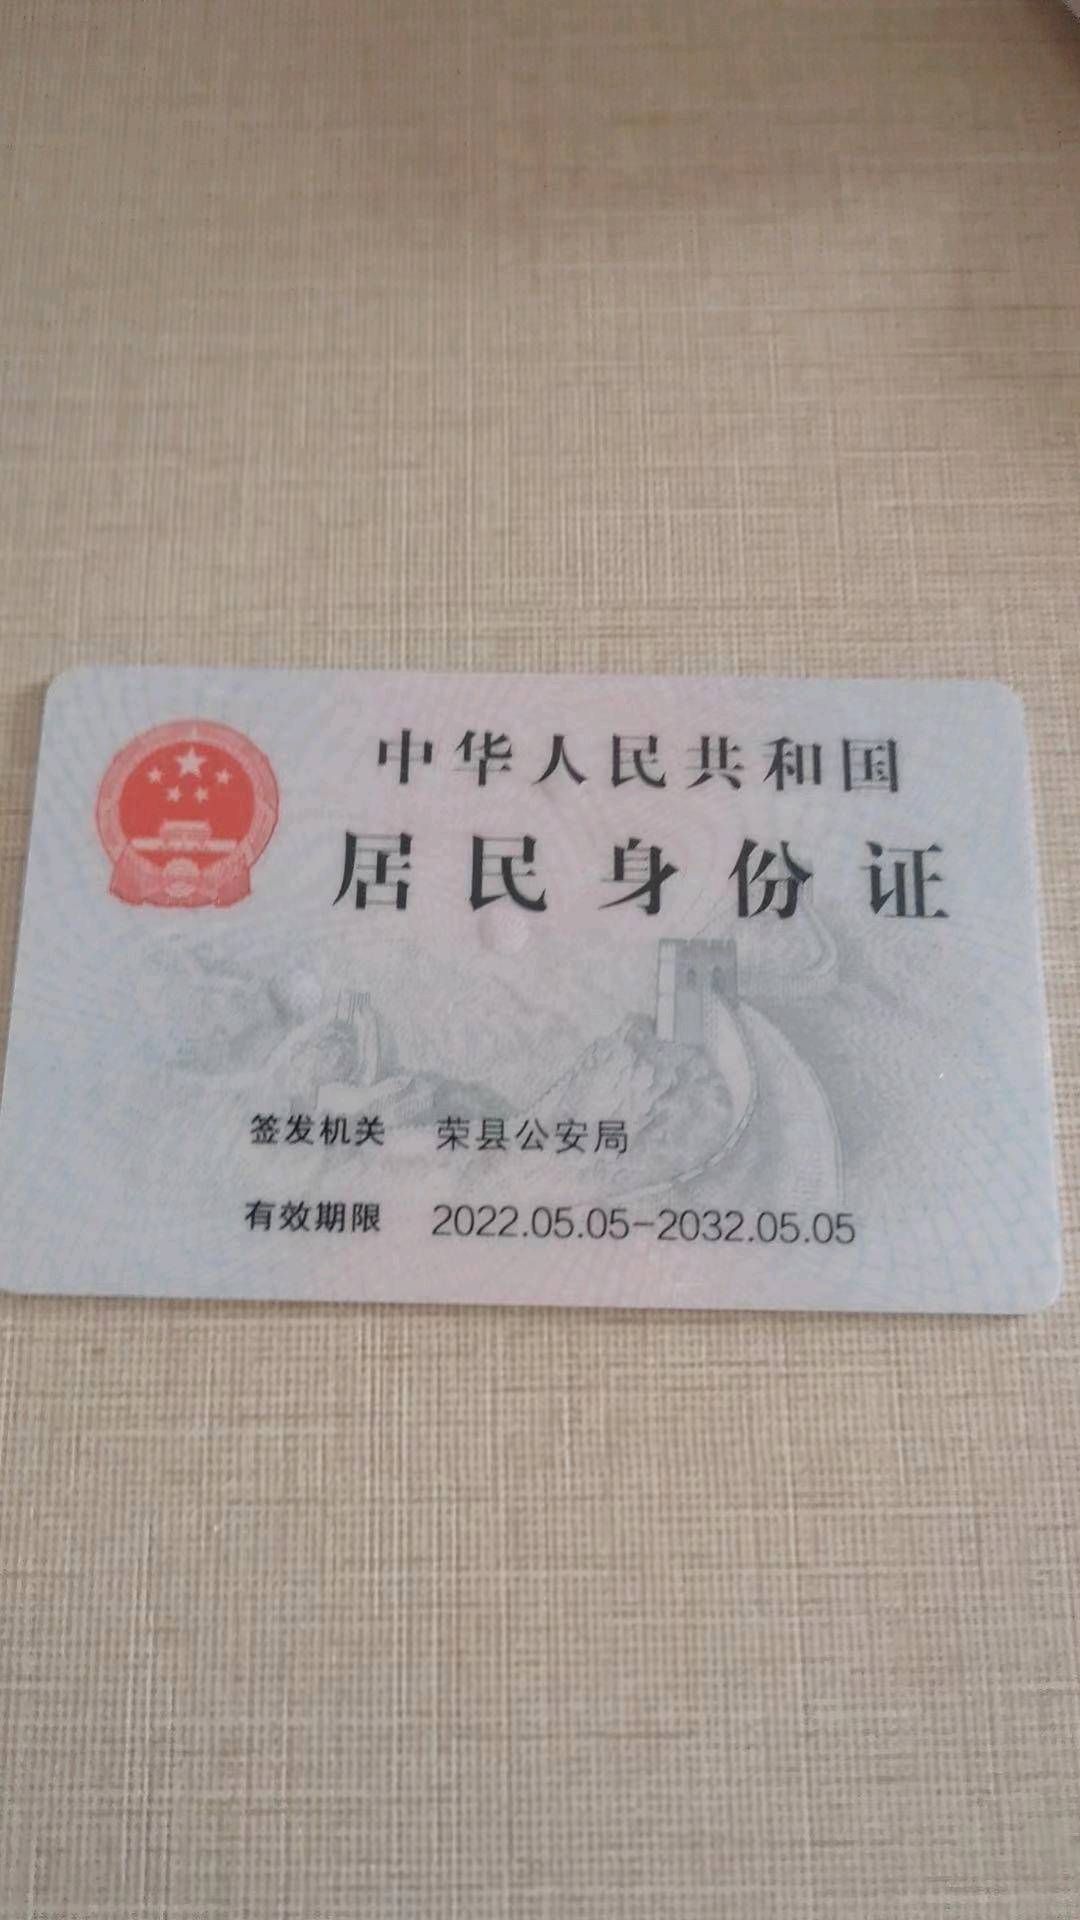 中华人民共和国
居民身份证
签发机关 荣县公安局
有效期限 2022.05.05-2032.05.05